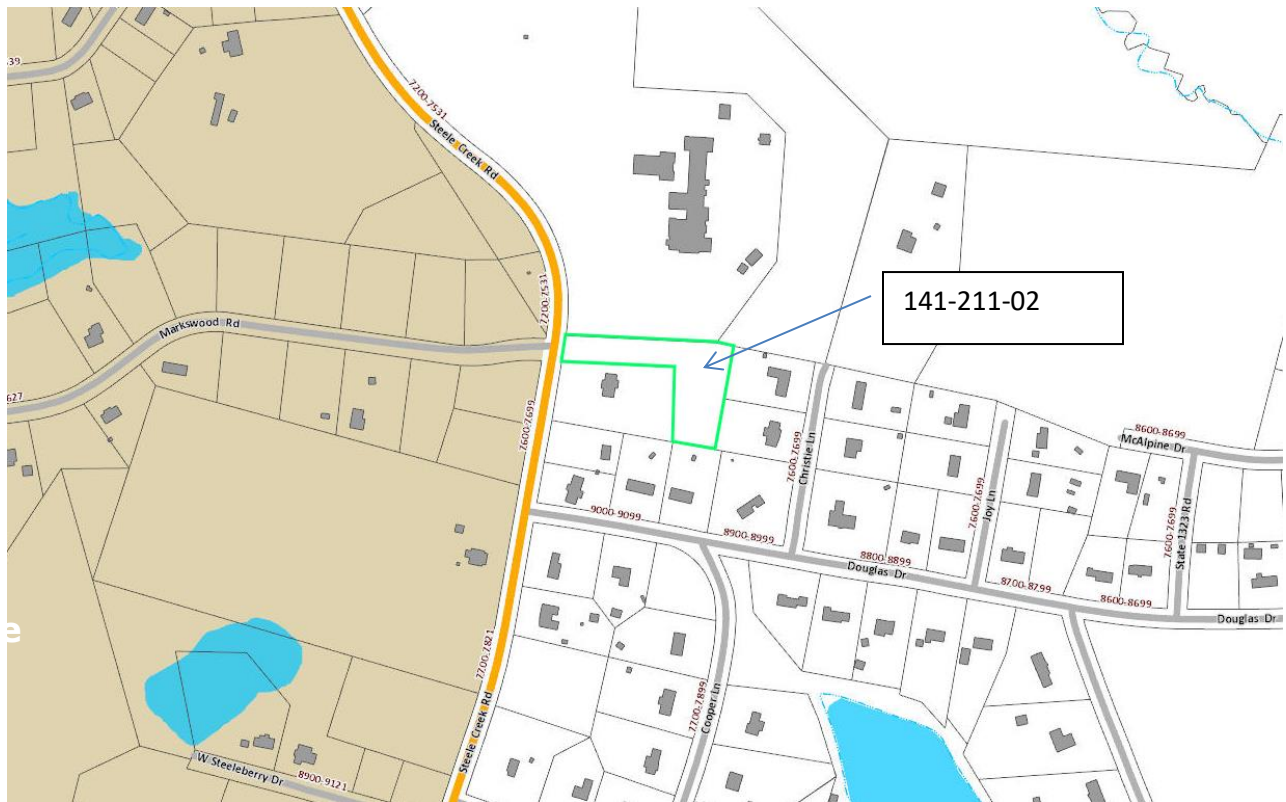 39
7200-7531
Steele Creek Rd
7200-7531
141-211-02
Markswood Rd
627
7600-7699
7600-7699
Christie Ln
7600-7699
Joy Ln
8600-8699
McAlpine Dr
7600-7699
State 1323 Rd
9000-9099
8900-8999
8800-8899
Douglas Dr
8700-8799
8600-8699
Douglas Dr
e
7700-7821
Steele Creek Rd
7700-7899
Cooper Ln
W Steeleberry Dr
8900-9121